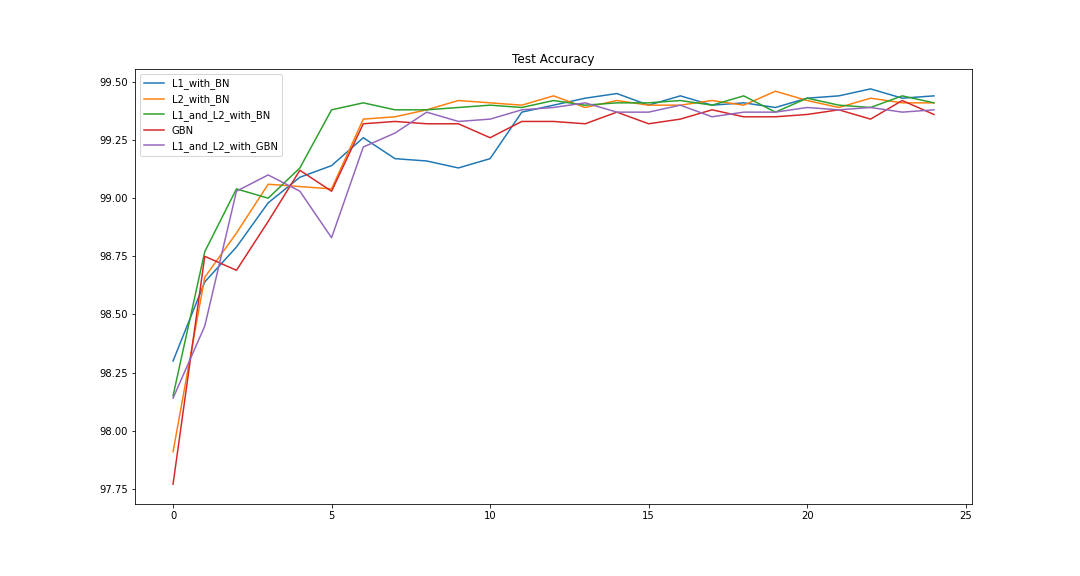 Test Accuracy
L1_with_BN
L2_with_BN
L1_and_L2_with_BN
GBN
L1_and_L2_with_GBN
99.50
99.25
99.00
98.75
98.50
98.25
98.00
97.75
0 5 10 15 20 25